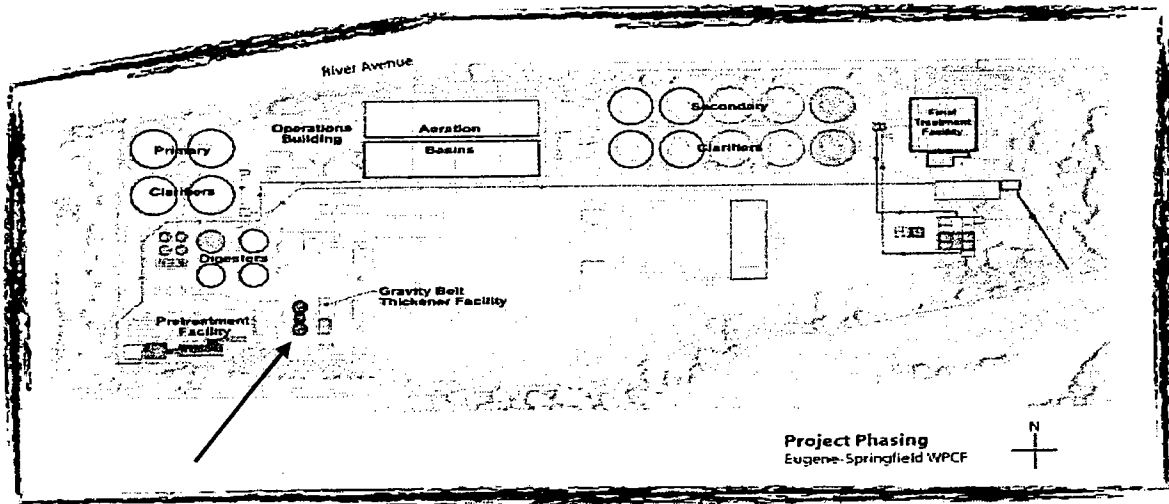 River Avenue
Operations
Building
Aeration
Basins
Secondary
Clarifiers
Final
Treatment
Facility
Primary
Clarifiers
Digesters
Gravity Belt
Thickener Facility
Pretreatment
Facility
Project Phasing
Eugene-Springfield WPCF
N